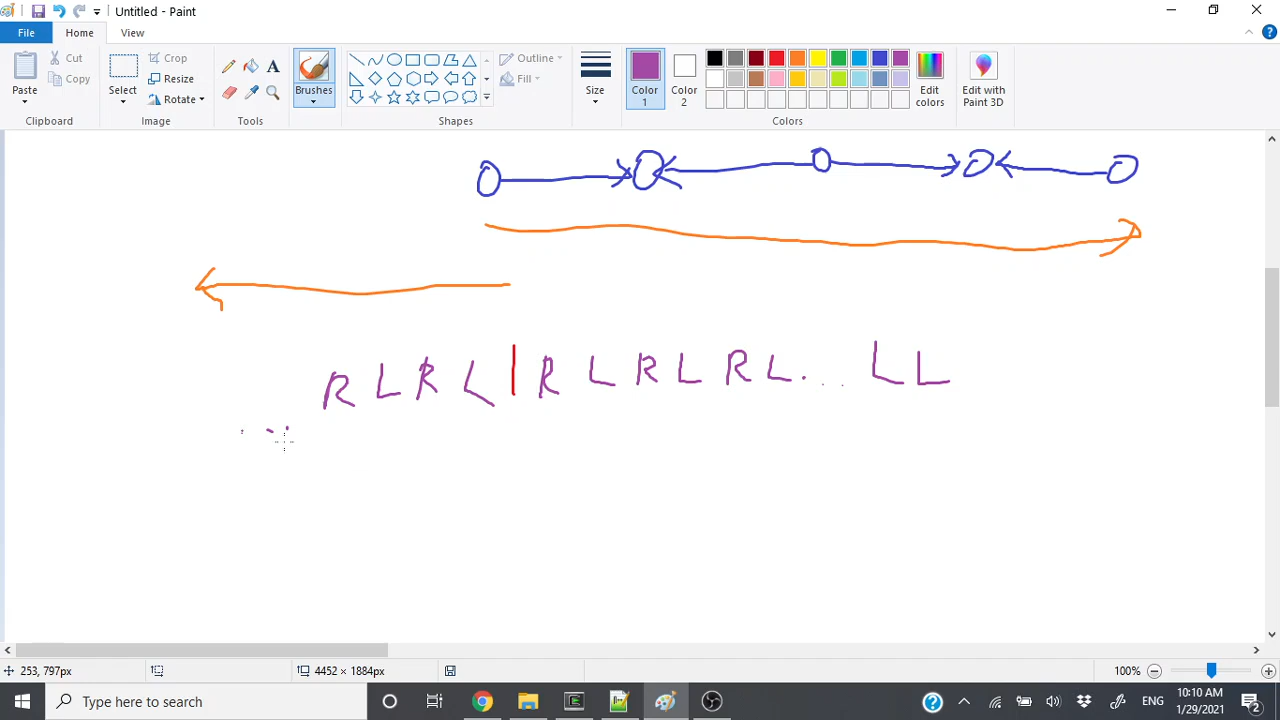 Untitled - Paint
File Home View
Paste
Cut
Copy
Clipboard
Select
Crop
Resize
Rotate
Image
A
Tools
Brushes
Outline
Fill
Shapes
Size
Color 1
Color 2
Edit colors
Edit with Paint 3D
Colors
R L R L | R L R L R L . . . L L
253, 797px
4452 × 1884px
100%
Type here to search
ENG
10:10 AM
1/29/2021
2